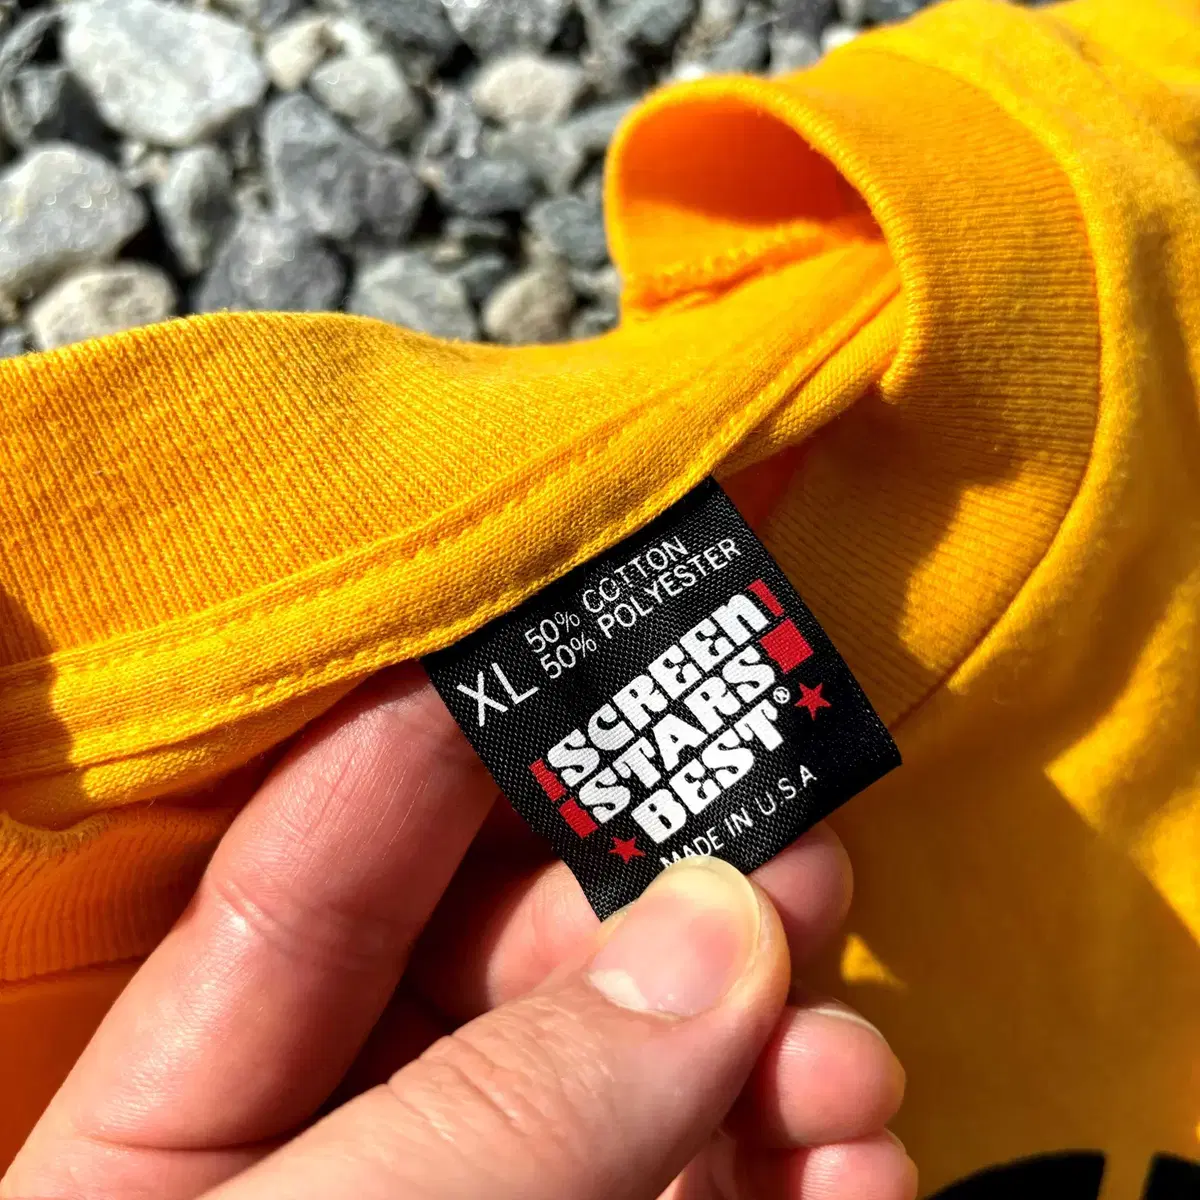 XL
50% COTTON
50% POLYESTER
SCREEN
STARS
BEST®
MADE IN U.S.A